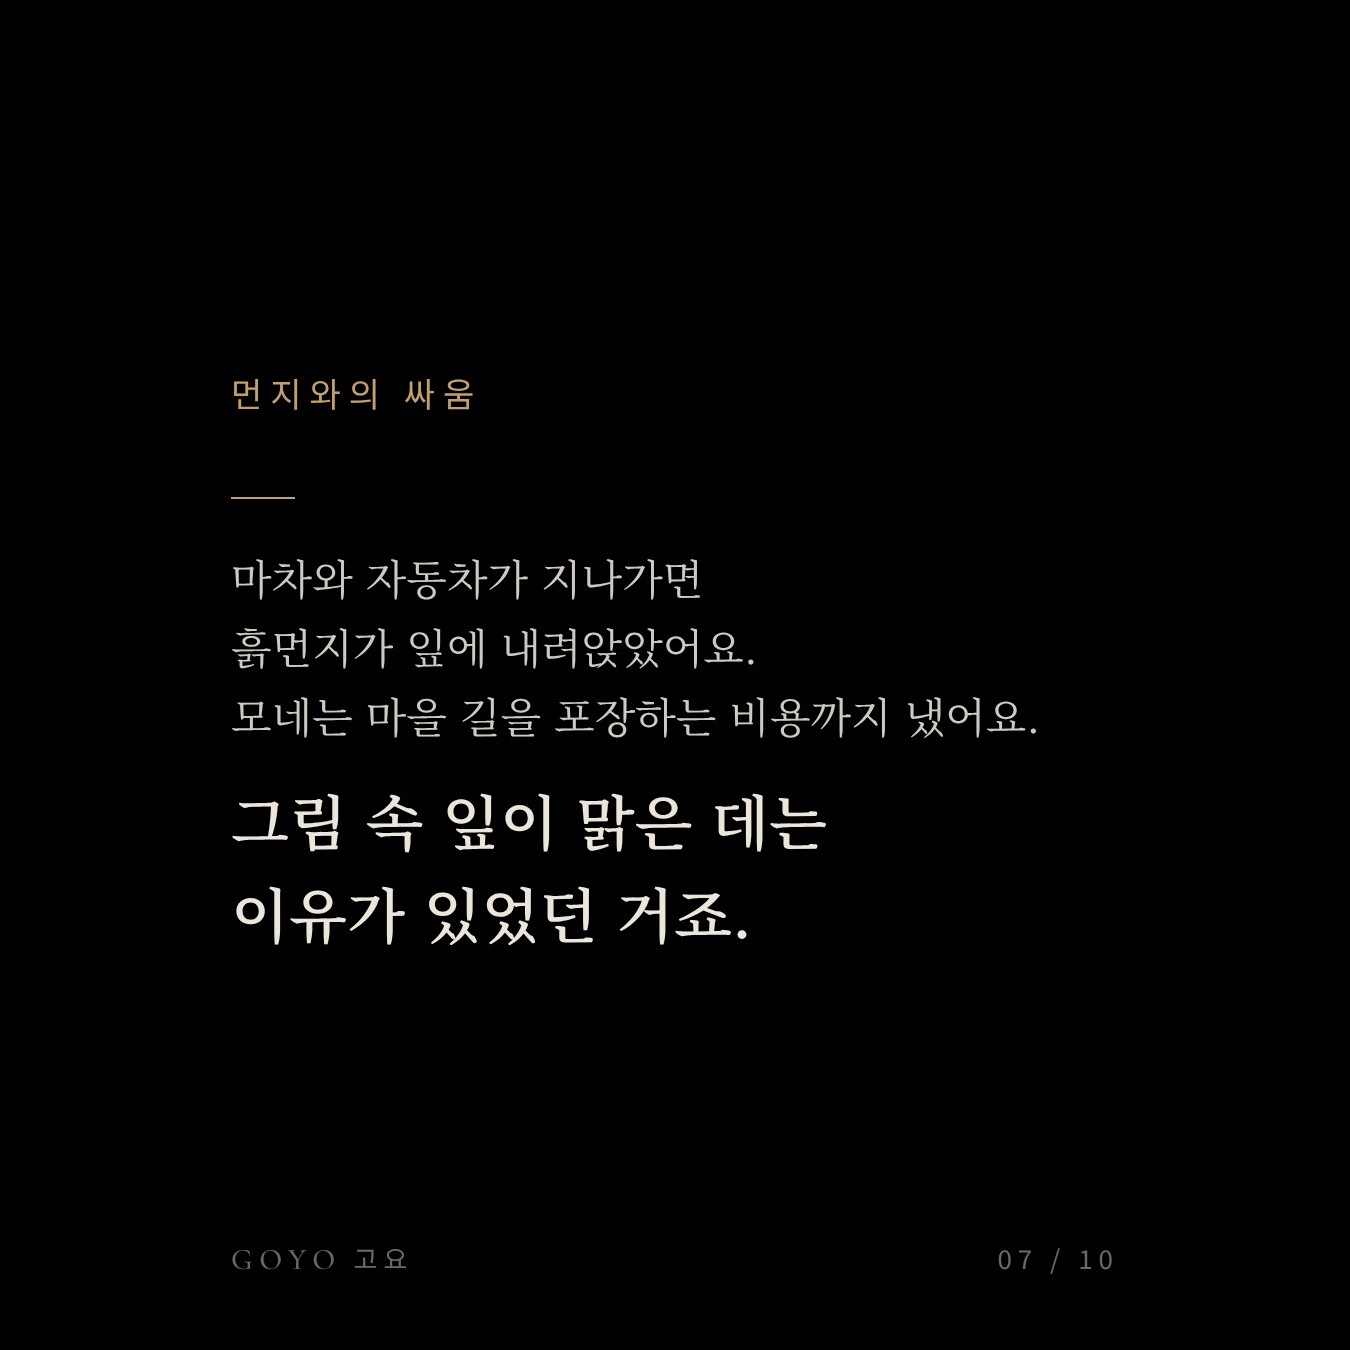 먼지와의 싸움
마차와 자동차가 지나가면
흙먼지가 잎에 내려앉았어요.
모네는 마을 길을 포장하는 비용까지 냈어요.
그림 속 잎이 맑은 데는
이유가 있었던 거죠.
GOYO 고요
07 / 10